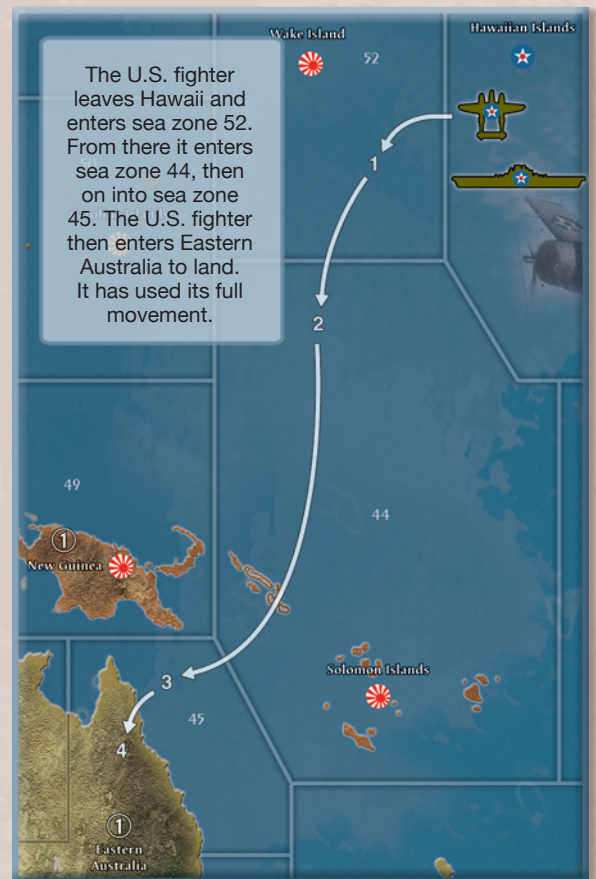 Wake Island
52
Hawaiian Islands
The U.S. fighter
leaves Hawaii and
enters sea zone 52.
From there it enters
sea zone 44, then
on into sea zone
45. The U.S. fighter
then enters Eastern
Australia to land.
It has used its full
movement.
1
2
49
44
1
New Guinea
3
Solomon Islands
45
4
1
Eastern
Australia